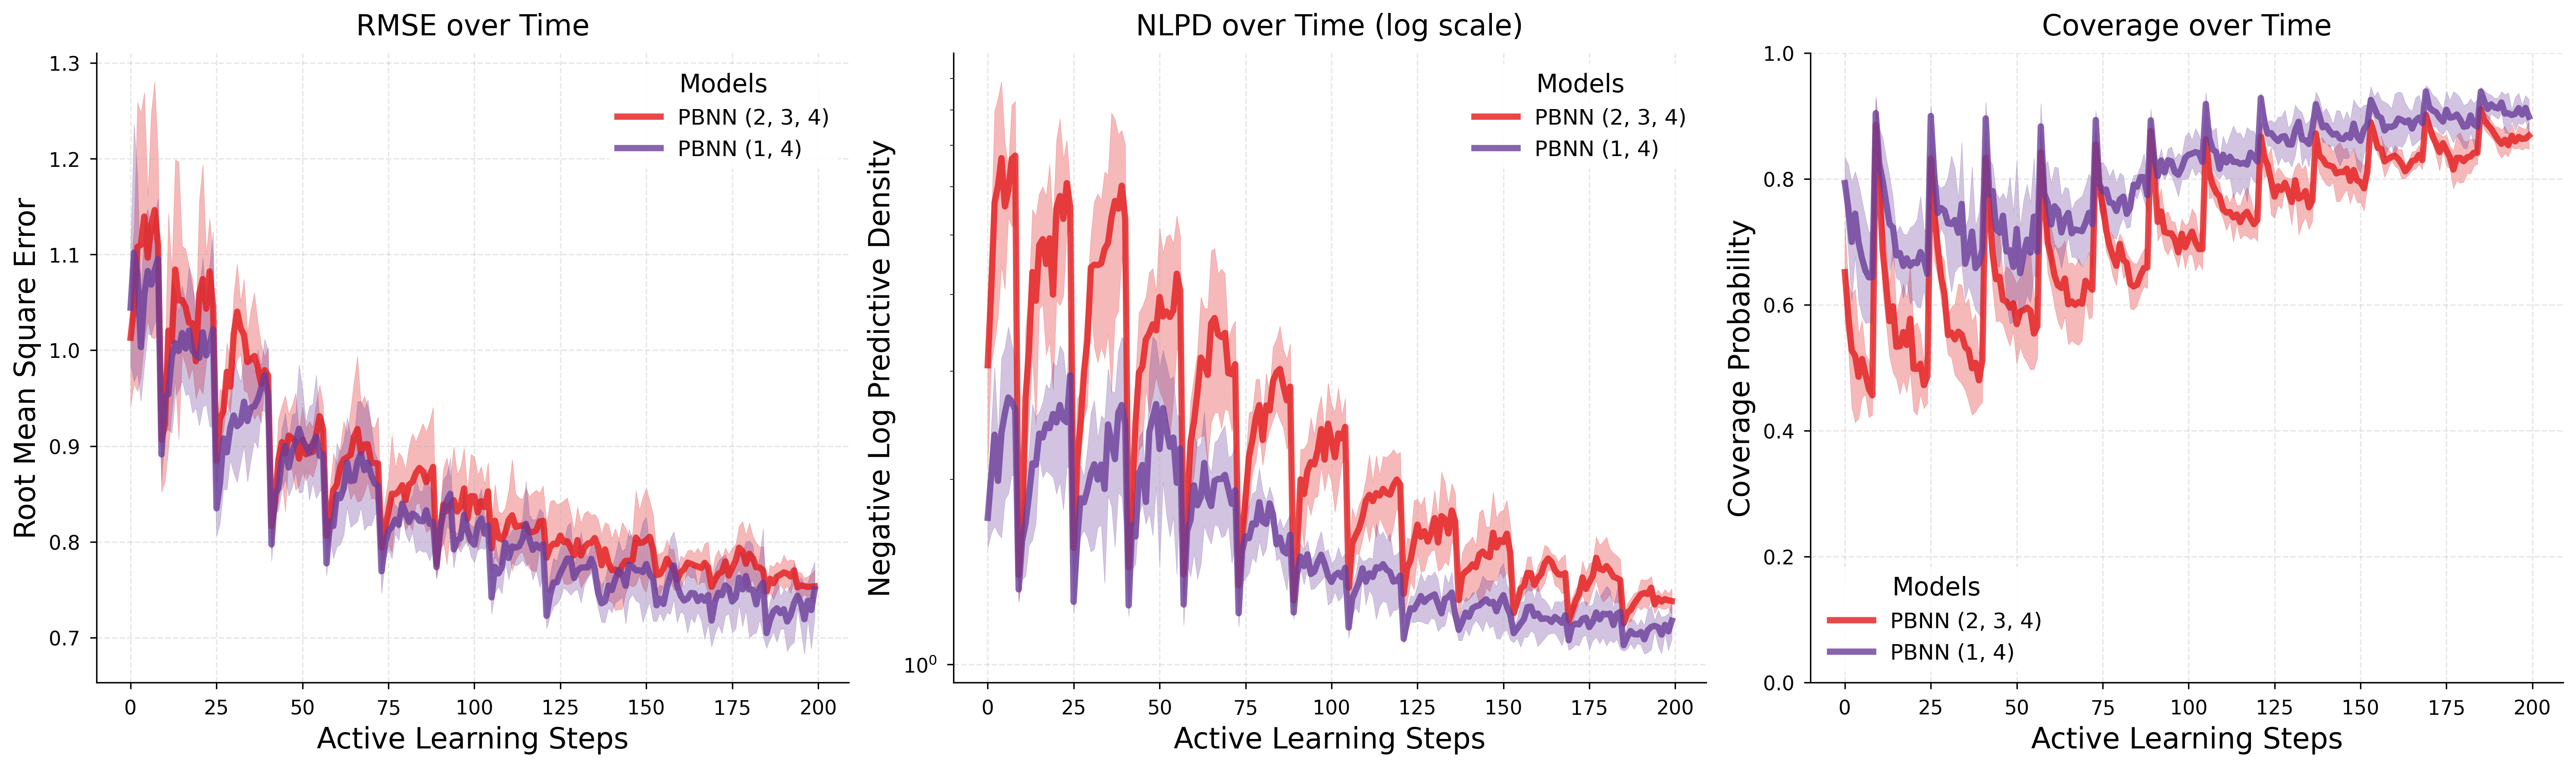 RMSE over Time
Root Mean Square Error
1.3
1.2
1.1
1.0
0.9
0.8
0.7
0 25 50 75 100 125 150 175 200
Active Learning Steps
Models
PBNN (2, 3, 4)
PBNN (1, 4)
NLPD over Time (log scale)
Negative Log Predictive Density
10⁰
0 25 50 75 100 125 150 175 200
Active Learning Steps
Models
PBNN (2, 3, 4)
PBNN (1, 4)
Coverage over Time
Coverage Probability
1.0
0.8
0.6
0.4
0.2
0.0
0 25 50 75 100 125 150 175 200
Active Learning Steps
Models
PBNN (2, 3, 4)
PBNN (1, 4)